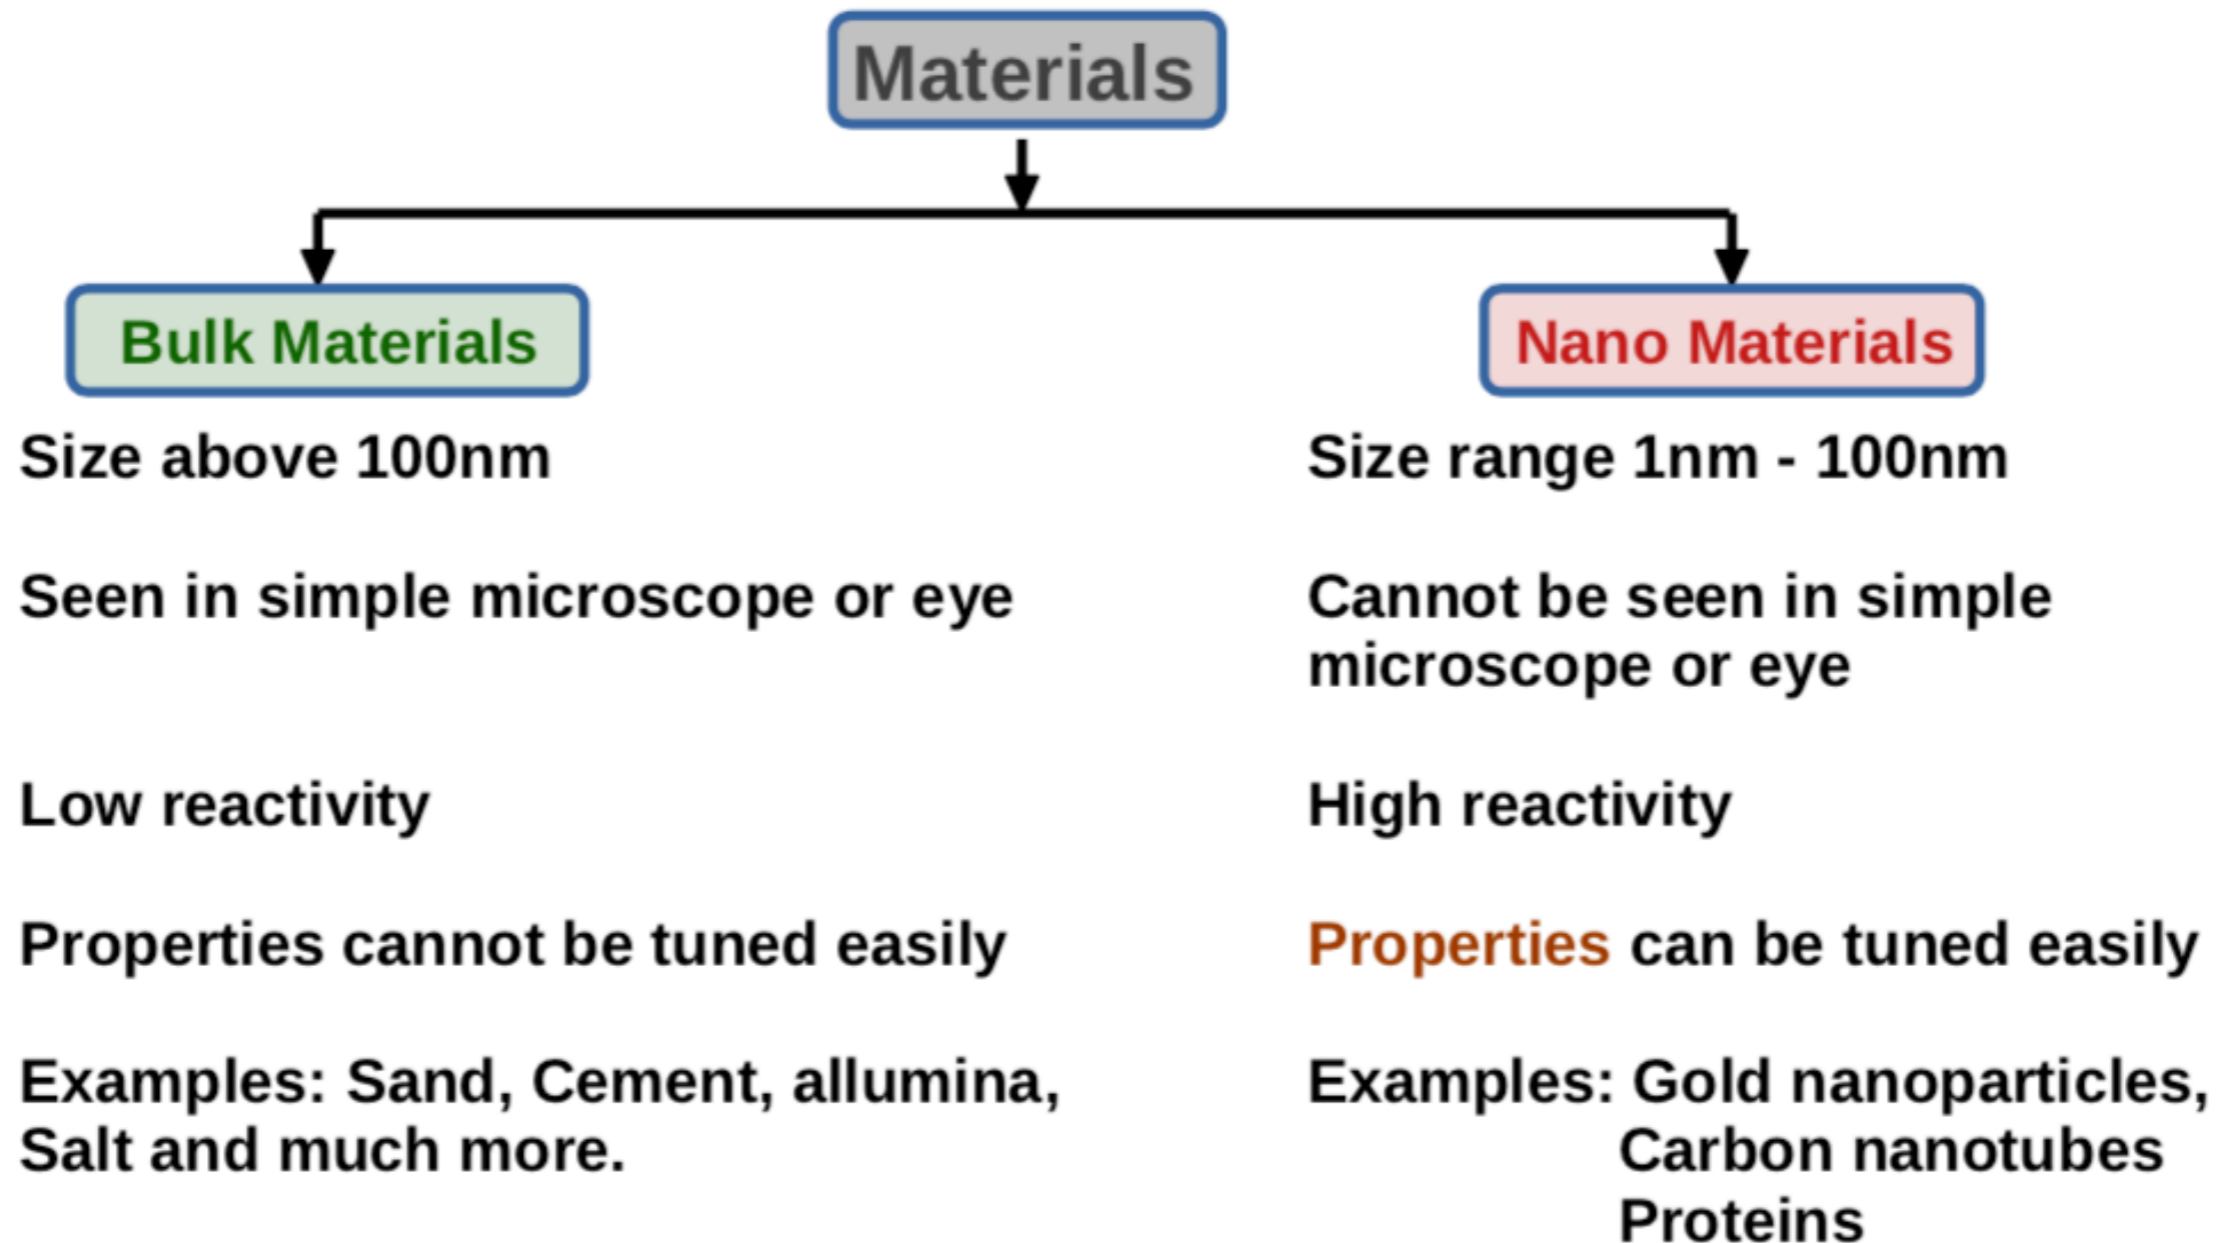 Materials
Bulk Materials
Size above 100nm
Seen in simple microscope or eye
Low reactivity
Properties cannot be tuned easily
Examples: Sand, Cement, allumina,
Salt and much more.
Nano Materials
Size range 1nm - 100nm
Cannot be seen in simple
microscope or eye
High reactivity
Properties can be tuned easily
Examples: Gold nanoparticles,
Carbon nanotubes
Proteins